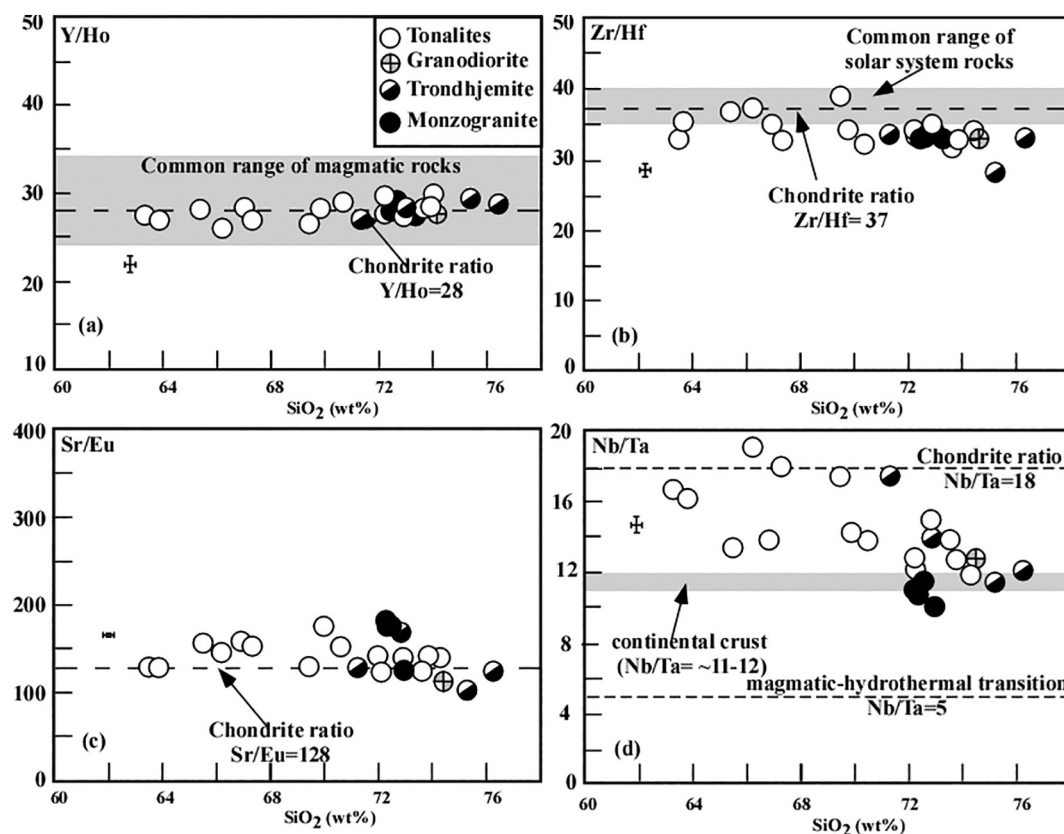 50
Y/Ho
40
30
20
10
60
64
68
72
76
SiO2 (wt%)
Tonalites
Granodiorite
Trondhjemite
Monzogranite
Common range of magmatic rocks
Chondrite ratio
Y/Ho=28
(a)
50
Zr/Hf
40
30
20
10
0
60
64
68
72
76
SiO2 (wt%)
Common range of
solar system rocks
Chondrite ratio
Zr/Hf= 37
(b)
400
Sr/Eu
300
200
150
100
0
60
64
68
72
76
SiO2 (wt%)
Chondrite ratio
Sr/Eu=128
(c)
20
Nb/Ta
16
12
8
4
0
60
64
68
72
76
SiO2 (wt%)
Chondrite ratio
Nb/Ta=18
continental crust
(Nb/Ta= ~11-12)
magmatic-hydrothermal transition
Nb/Ta=5
(d)